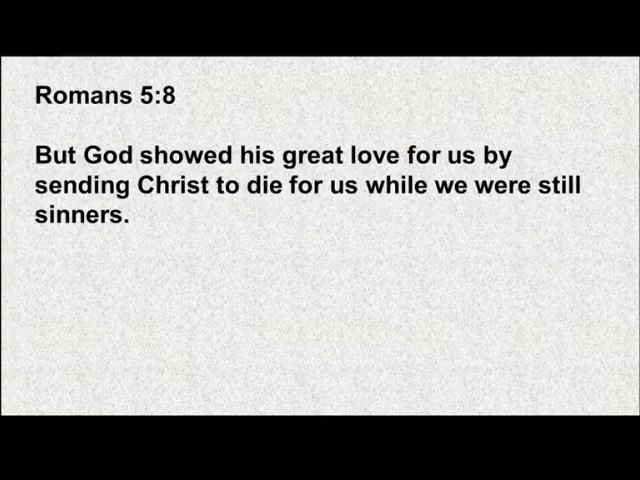 Romans 5:8
But God showed his great love for us by
sending Christ to die for us while we were still
sinners.